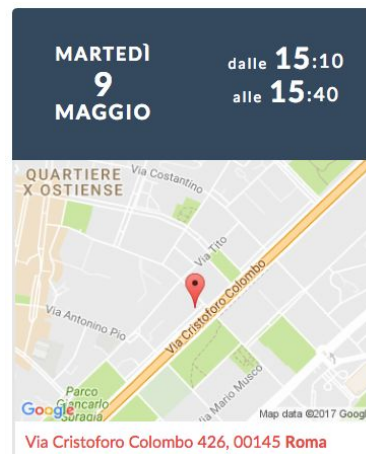 MARTEDÌ
9
MAGGIO
dalle 15:10
alle 15:40
QUARTIERE
X OSTIENSE
Via Costantino
Via Tito
Via Cristoforo Colombo
Via Antonino Pio
Via Mario Musco
Parco
Giancarlo
Sbragia
Google
Map data ©2017 Googl
Via Cristoforo Colombo 426, 00145 Roma